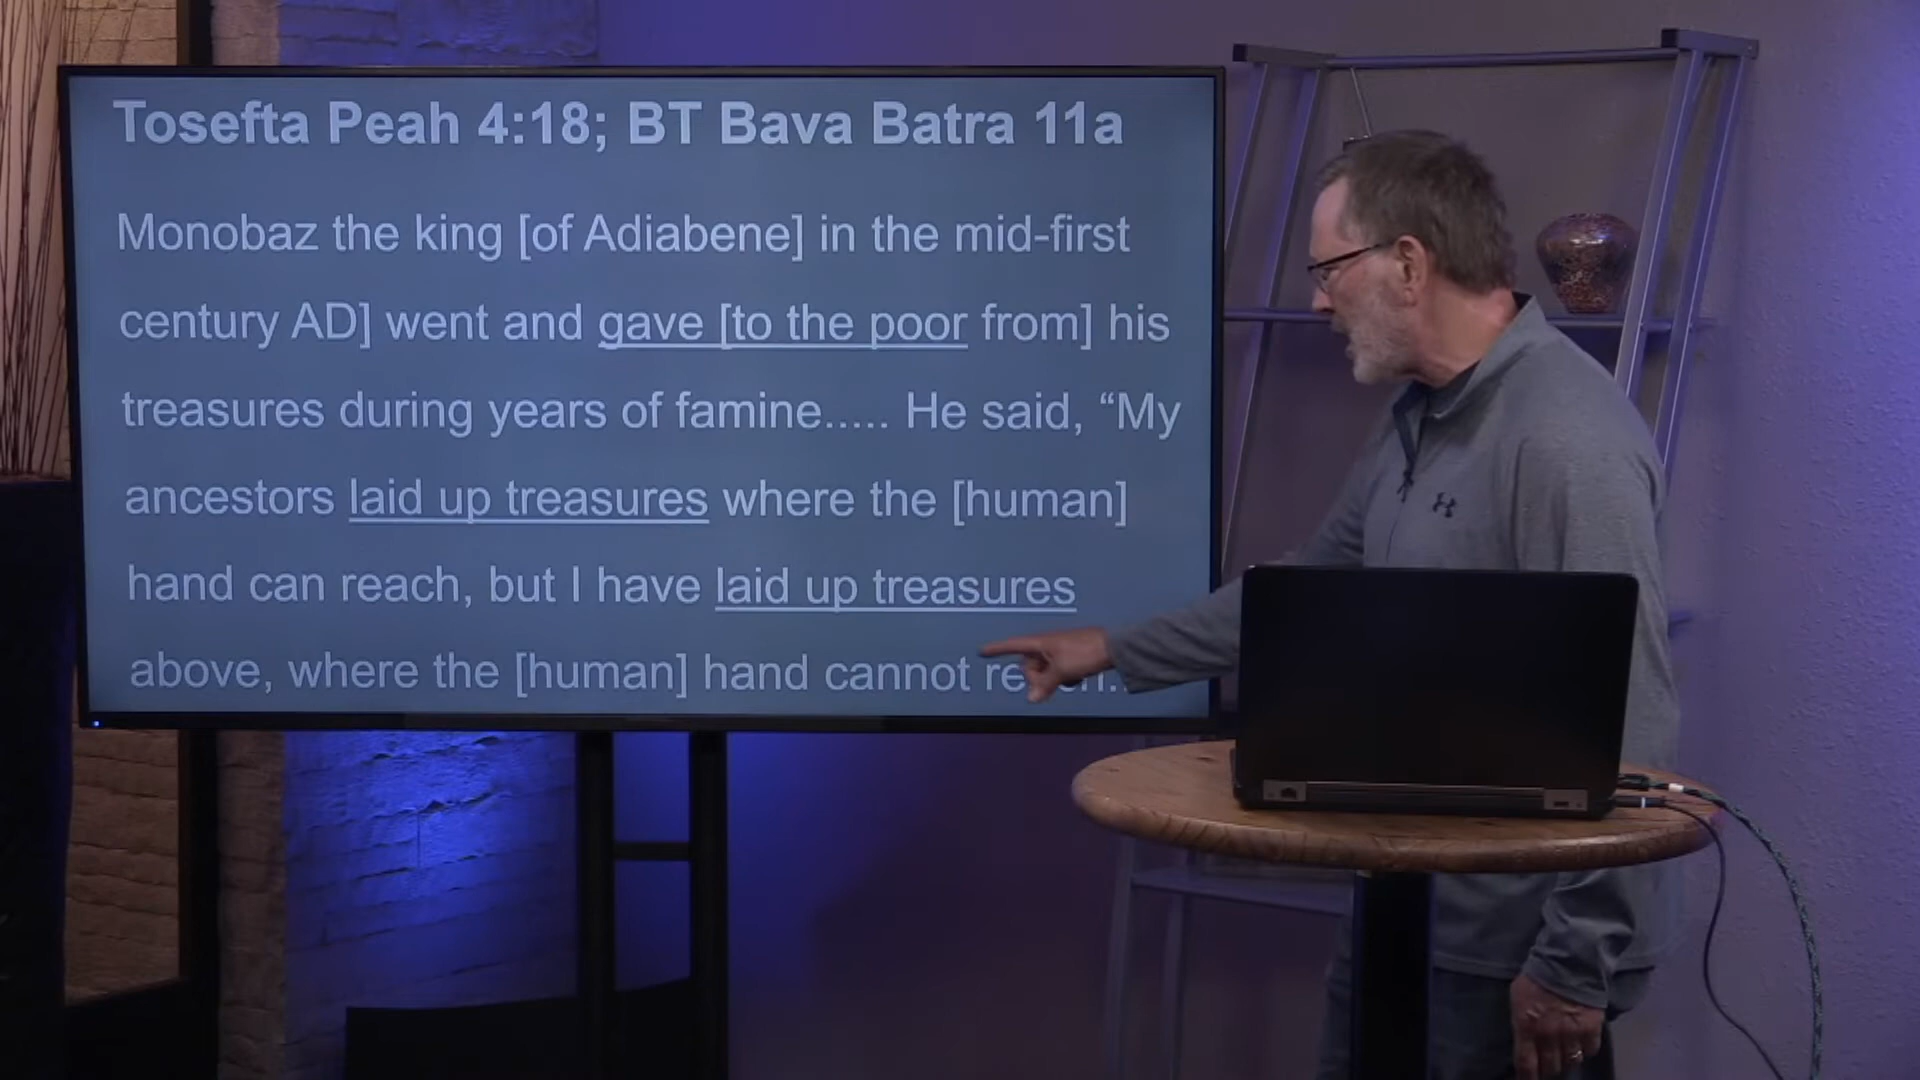 Tosefta Peah 4:18; BT Bava Batra 11a
Monobaz the king [of Adiabene] in the mid-first
century AD] went and gave [to the poor from] his
treasures during years of famine..... He said, “My
ancestors laid up treasures where the [human]
hand can reach, but I have laid up treasures
above, where the [human] hand cannot